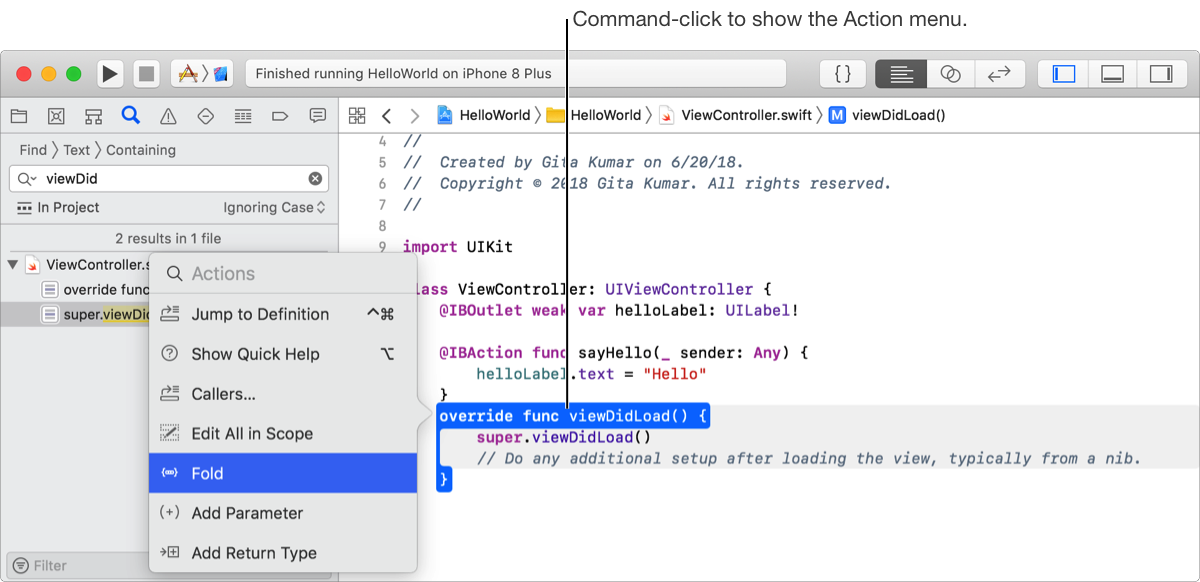 Command-click to show the Action menu.
Finished running HelloWorld on iPhone 8 Plus
{}
HelloWorld
HelloWorld
ViewController.swift
M viewDidLoad()
Find Text Containing
viewDid
In Project
Ignoring Case
2 results in 1 file
ViewController.s
override func
super.viewDid
Filter
Actions
Jump to Definition ^⌘
Show Quick Help ⌥
Callers...
Edit All in Scope
Fold
Add Parameter
Add Return Type
4 //
5 // Created by Gita Kumar on 6/20/18.
6 // Copyright © 2018 Gita Kumar. All rights reserved.
7 //
8
9 import UIKit
lass ViewController: UIViewController {
@IBOutlet weak var helloLabel: UILabel!
@IBAction func sayHello(_ sender: Any) {
helloLabel.text = "Hello"
}
override func viewDidLoad() {
super.viewDidLoad()
// Do any additional setup after loading the view, typically from a nib.
}